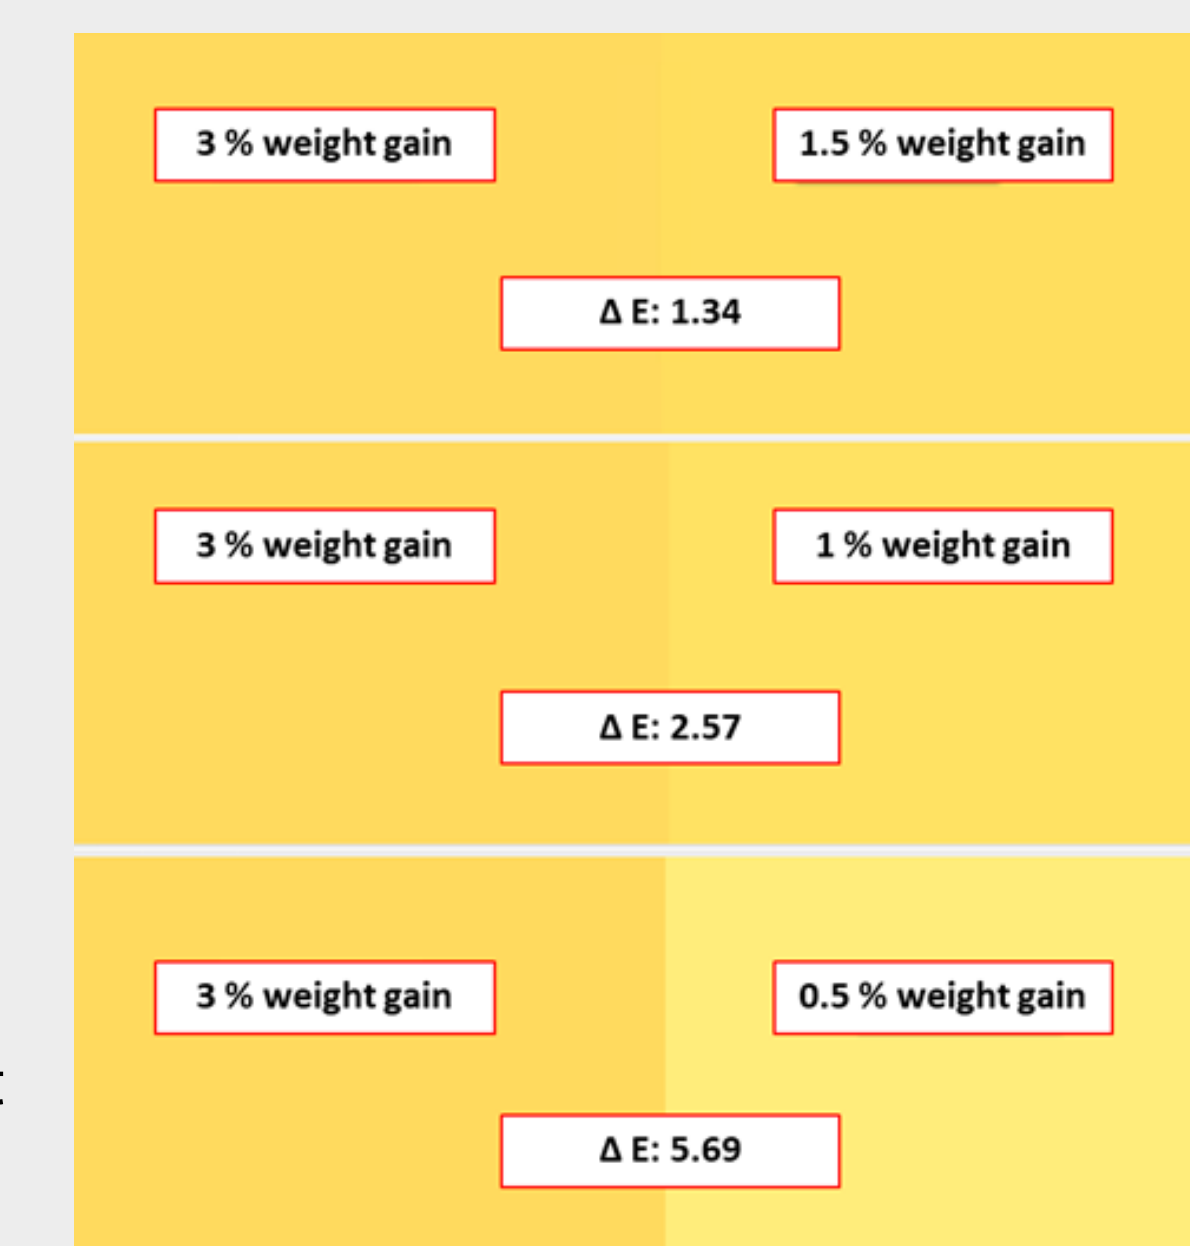 3 % weight gain
1.5 % weight gain
Δ E: 1.34
3 % weight gain
1 % weight gain
Δ E: 2.57
3 % weight gain
0.5 % weight gain
Δ E: 5.69